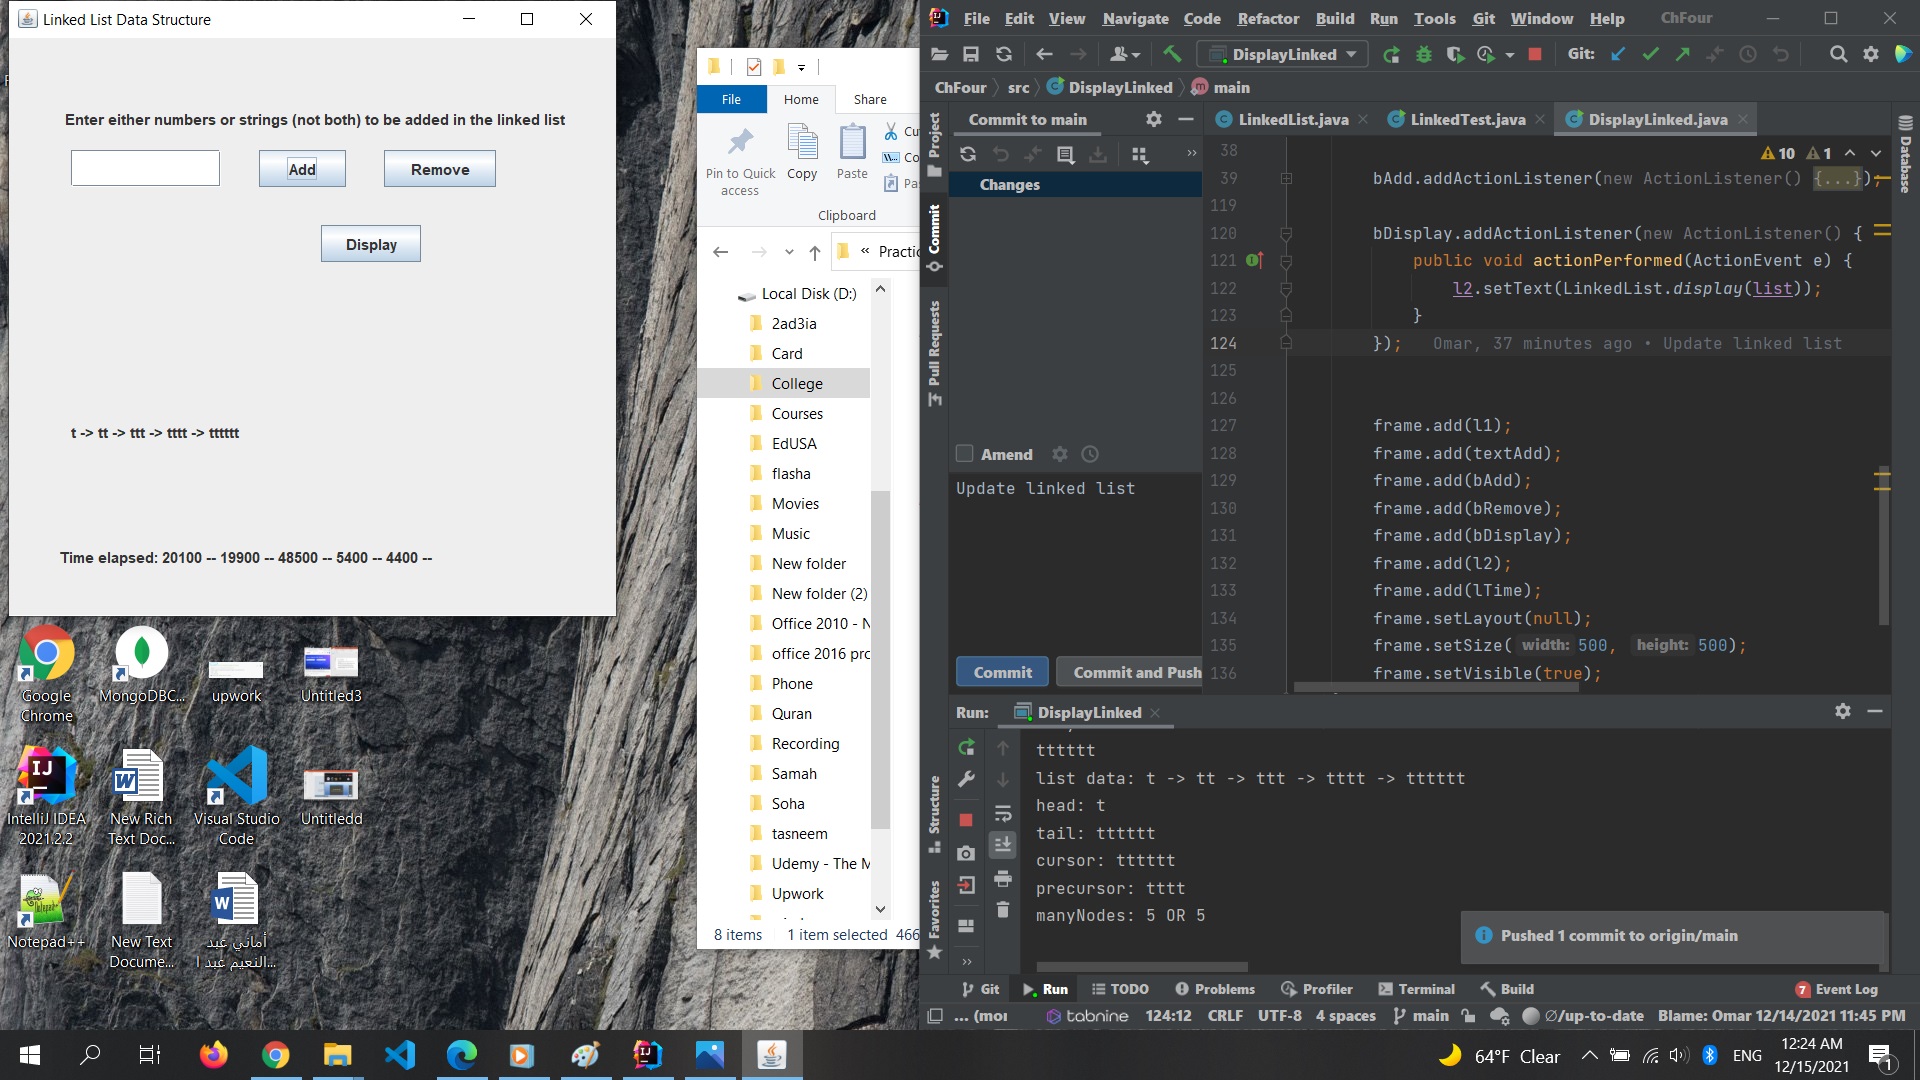 Linked List Data Structure
Enter either numbers or strings (not both) to be added in the linked list
Add
Remove
Display
t -> tt -> ttt -> tttt -> tttttt
Time elapsed: 20100 -- 19900 -- 48500 -- 5400 -- 4400 --
Google
Chrome
MongoDBC...
upwork
Untitled3
IntelliJ IDEA
2021.2.2
New Rich
Text Doc...
Visual Studio
Code
Untitledd
Notepad++
New Text
Docume...
أماني عبد
النعيم عبد ا...
File
Home
Share
Pin to Quick
access
Copy
Paste
Cu
Co
Pas
Clipboard
« Practic
Local Disk (D:)
2ad3ia
Card
College
Courses
EdUSA
flasha
Movies
Music
New folder
New folder (2)
Office 2010 - N
office 2016 pro
Phone
Quran
Recording
Samah
Soha
tasneem
Udemy - The M
Upwork
8 items
1 item selected 466
File Edit View Navigate Code Refactor Build Run Tools Git Window Help ChFour
DisplayLinked
Git:
ChFour src DisplayLinked main
Project
Commit
Pull Requests
Structure
Favorites
Database
Commit to main
Changes
Amend
Update linked list
Commit
Commit and Push
LinkedList.java
LinkedTest.java
DisplayLinked.java
10 1
38
39 bAdd.addActionListener(new ActionListener() {...});
119
120 bDisplay.addActionListener(new ActionListener() {
121 public void actionPerformed(ActionEvent e) {
122 l2.setText(LinkedList.display(list));
123 }
124 }); Omar, 37 minutes ago • Update linked list
125
126
127 frame.add(l1);
128 frame.add(textAdd);
129 frame.add(bAdd);
130 frame.add(bRemove);
131 frame.add(bDisplay);
132 frame.add(l2);
133 frame.add(lTime);
134 frame.setLayout(null);
135 frame.setSize( width: 500, height: 500);
136 frame.setVisible(true);
Run: DisplayLinked
tttttt
list data: t -> tt -> ttt -> tttt -> tttttt
head: t
tail: tttttt
cursor: tttttt
precursor: tttt
manyNodes: 5 OR 5
Pushed 1 commit to origin/main
Git Run TODO Problems Profiler Terminal Build 7 Event Log
... (mo tabnine 124:12 CRLF UTF-8 4 spaces main ∅/up-to-date Blame: Omar 12/14/2021 11:45 PM
64°F Clear
ENG
12:24 AM
12/15/2021
1